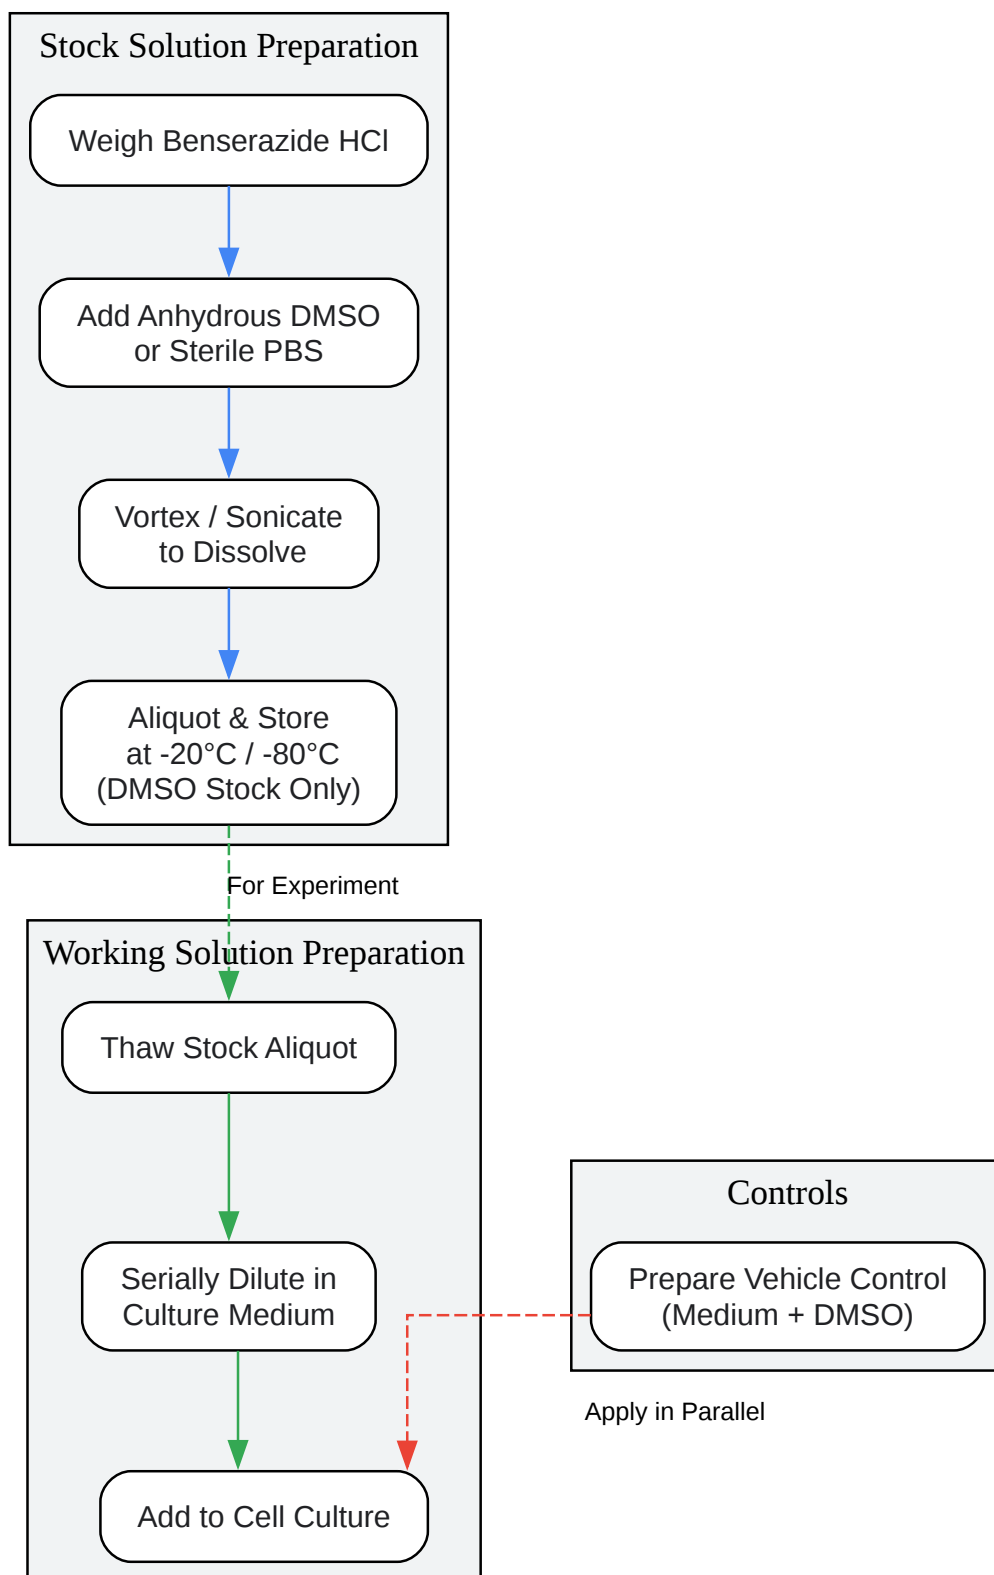 Stock Solution Preparation
Weigh Benserazide HCl
Add Anhydrous DMSO
or Sterile PBS
Vortex / Sonicate
to Dissolve
Aliquot & Store
at -20°C / -80°C
(DMSO Stock Only)
For Experiment
Working Solution Preparation
Thaw Stock Aliquot
Serially Dilute in
Culture Medium
Controls
Prepare Vehicle Control
(Medium + DMSO)
Apply in Parallel
Add to Cell Culture